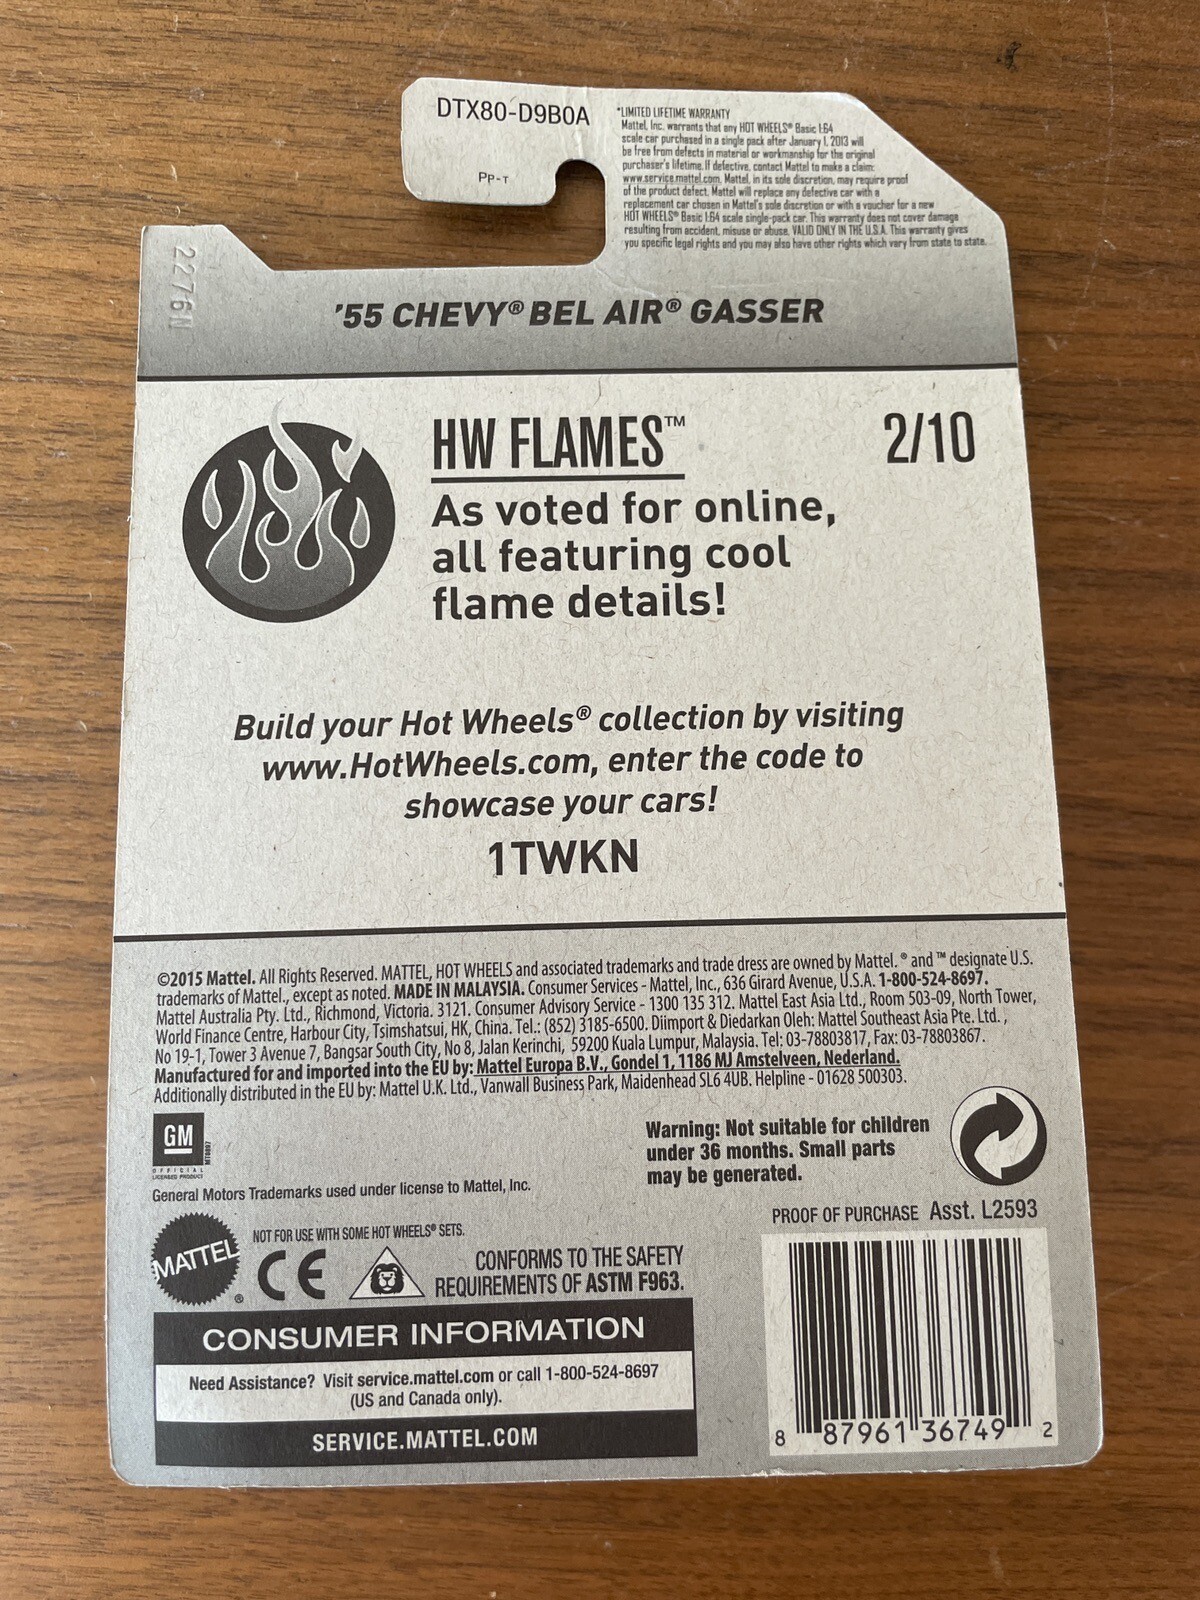 DTX80-D9B0A
PP-T
*LIMITED LIFETIME WARRANTY
Mattel, Inc. warrants that any HOT WHEELS® Basic 1:64
scale car purchased in a single pack after January 1, 2013 will
be free from defects in material or workmanship for the original
purchaser's lifetime. If defective, contact Mattel to make a claim:
www.service.mattel.com. Mattel, in its sole discretion, may require proof
of the product defect. Mattel will replace any defective car with a
replacement car chosen in Mattel's sole discretion or with a voucher for a new
HOT WHEELS® Basic 1:64 scale single-pack car. This warranty does not cover damage
resulting from accident, misuse or abuse. VALID ONLY IN THE U.S.A. This warranty gives
you specific legal rights and you may also have other rights which vary from state to state.
2276N
'55 CHEVY® BEL AIR® GASSER
HW FLAMES™
2/10
As voted for online,
all featuring cool
flame details!
Build your Hot Wheels® collection by visiting
www.HotWheels.com, enter the code to
showcase your cars!
1TWKN
©2015 Mattel. All Rights Reserved. MATTEL, HOT WHEELS and associated trademarks and trade dress are owned by Mattel. ® and ™ designate U.S.
trademarks of Mattel., except as noted. MADE IN MALAYSIA. Consumer Services - Mattel, Inc., 636 Girard Avenue, U.S.A. 1-800-524-8697.
Mattel Australia Pty. Ltd., Richmond, Victoria. 3121. Consumer Advisory Service - 1300 135 312. Mattel East Asia Ltd., Room 503-09, North Tower,
World Finance Centre, Harbour City, Tsimshatsui, HK, China. Tel.: (852) 3185-6500. Diimport & Diedarkan Oleh: Mattel Southeast Asia Pte. Ltd. ,
No 19-1, Tower 3 Avenue 7, Bangsar South City, No 8, Jalan Kerinchi, 59200 Kuala Lumpur, Malaysia. Tel: 03-78803817, Fax: 03-78803867.
Manufactured for and imported into the EU by: Mattel Europa B.V., Gondel 1, 1186 MJ Amstelveen, Nederland.
Additionally distributed in the EU by: Mattel U.K. Ltd., Vanwall Business Park, Maidenhead SL6 4UB. Helpline - 01628 500303.
GM
OFFICIAL
LICENSED PRODUCT
General Motors Trademarks used under license to Mattel, Inc.
Warning: Not suitable for children
under 36 months. Small parts
may be generated.
PROOF OF PURCHASE Asst. L2593
MATTEL®
NOT FOR USE WITH SOME HOT WHEELS® SETS.
CE
CONFORMS TO THE SAFETY
REQUIREMENTS OF ASTM F963.
CONSUMER INFORMATION
Need Assistance? Visit service.mattel.com or call 1-800-524-8697
(US and Canada only).
SERVICE.MATTEL.COM
8 87961 36749 2